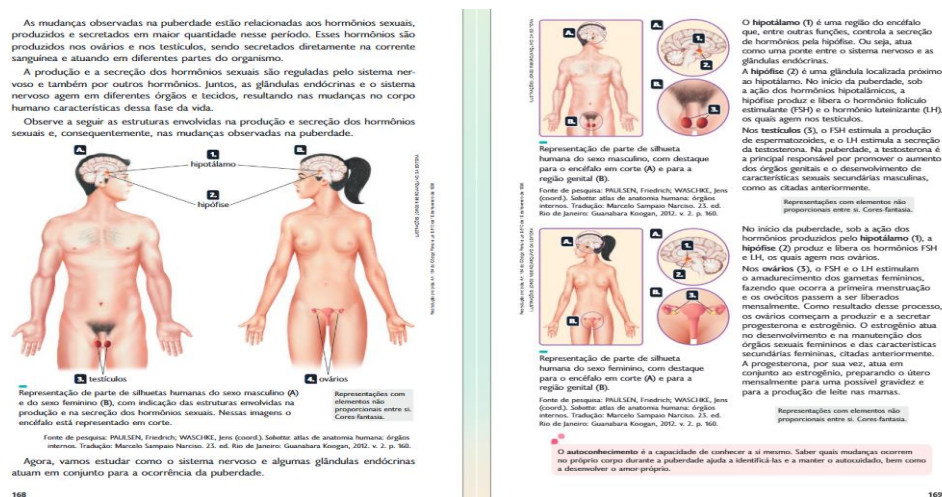 As mudanças observadas na puberdade estão relacionadas aos hormônios sexuais,
produzidos e secretados em maior quantidade nesse período. Esses hormônios são
produzidos nos ovários e nos testículos, sendo secretados diretamente na corrente
sanguínea e atuando em diferentes partes do organismo.
A produção e a secreção dos hormônios sexuais são reguladas pelo sistema ner-
voso e também por outros hormônios. Juntos, as glândulas endócrinas e o sistema
nervoso agem em diferentes órgãos e tecidos, resultando nas mudanças no corpo
humano características dessa fase da vida.
Observe a seguir as estruturas envolvidas na produção e secreção dos hormônios
sexuais e, consequentemente, nas mudanças observadas na puberdade.
A.
1.
hipotálamo
B.
2.
hipófise
3. testículos
4. ovários
Representação de parte de silhuetas humanas do sexo masculino (A)
e do sexo feminino (B), com indicação das estruturas envolvidas na
produção e na secreção dos hormônios sexuais. Nessas imagens o
encéfalo está representado em corte.
Representações com
elementos não
proporcionais entre si.
Cores-fantasia.
Fonte de pesquisa: PAULSEN, Friedrich; WASCHKE, Jens (coord.). Sobotta: atlas de anatomia humana: órgãos
internos. Tradução: Marcelo Sampaio Narciso. 23. ed. Rio de Janeiro: Guanabara Koogan, 2012. v. 2. p. 160.
Agora, vamos estudar como o sistema nervoso e algumas glândulas endócrinas
atuam em conjunto para a ocorrência da puberdade.
168
A.
B.
A.
1.
2.
B.
3.
Representação de parte de silhueta
humana do sexo masculino, com destaque
para o encéfalo em corte (A) e para a
região genital (B).
Fonte de pesquisa: PAULSEN, Friedrich; WASCHKE, Jens
(coord.). Sobotta: atlas de anatomia humana: órgãos
internos. Tradução: Marcelo Sampaio Narciso. 23. ed.
Rio de Janeiro: Guanabara Koogan, 2012. v. 2. p. 160.
O hipotálamo (1) é uma região do encéfalo
que, entre outras funções, controla a secreção
de hormônios pela hipófise. Ou seja, atua
como uma ponte entre o sistema nervoso e as
glândulas endócrinas.
A hipófise (2) é uma glândula localizada próximo
ao hipotálamo. No início da puberdade, sob
a ação dos hormônios hipotalâmicos, a
hipófise produz e libera o hormônio folículo
estimulante (FSH) e o hormônio luteinizante (LH),
os quais agem nos testículos.
Nos testículos (3), o FSH estimula a produção
de espermatozoides, e o LH estimula a secreção
da testosterona. Na puberdade, a testosterona é
a principal responsável por promover o aumento
dos órgãos genitais e o desenvolvimento de
características sexuais secundárias masculinas,
como as citadas anteriormente.
Representações com elementos não
proporcionais entre si. Cores-fantasia.
A.
B.
A.
1.
2.
B.
3.
Representação de parte de silhueta
humana do sexo feminino, com destaque
para o encéfalo em corte (A) e para a
região genital (B).
Fonte de pesquisa: PAULSEN, Friedrich; WASCHKE, Jens
(coord.). Sobotta: atlas de anatomia humana: órgãos
internos. Tradução: Marcelo Sampaio Narciso. 23. ed.
Rio de Janeiro: Guanabara Koogan, 2012. v. 2. p. 160.
No início da puberdade, sob a ação dos
hormônios produzidos pelo hipotálamo (1), a
hipófise (2) produz e libera os hormônios FSH
e LH, os quais agem nos ovários.
Nos ovários (3), o FSH e o LH estimulam
o amadurecimento dos gametas femininos,
fazendo que ocorra a primeira menstruação
e os ovócitos passem a ser liberados
mensalmente. Como resultado desse processo,
os ovários começam a produzir e a secretar
progesterona e estrogênio. O estrogênio atua
no desenvolvimento e na manutenção dos
órgãos sexuais femininos e das características
secundárias femininas, citadas anteriormente.
A progesterona, por sua vez, atua em
conjunto ao estrogênio, preparando o útero
mensalmente para uma possível gravidez e
para a produção de leite nas mamas.
Representações com elementos não
proporcionais entre si. Cores-fantasia.
O autoconhecimento é a capacidade de conhecer a si mesmo. Saber quais mudanças ocorrem
no próprio corpo durante a puberdade ajuda a identificá-las e a manter o autocuidado, bem como
a desenvolver o amor-próprio.
169